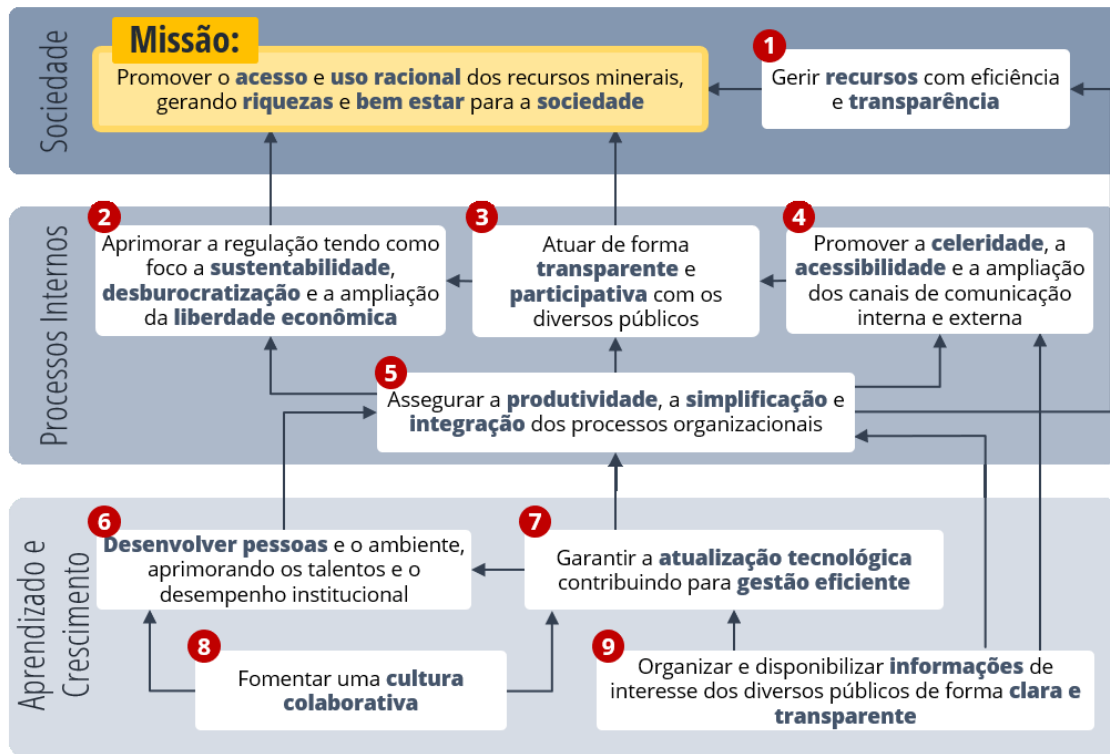 Sociedade
Missão:
Promover o acesso e uso racional dos recursos minerais,
gerando riquezas e bem estar para a sociedade
1
Gerir recursos com eficiência
e transparência
Processos Internos
2
Aprimorar a regulação tendo como
foco a sustentabilidade,
desburocratização e a ampliação
da liberdade econômica
3
Atuar de forma
transparente e
participativa com os
diversos públicos
4
Promover a celeridade, a
acessibilidade e a ampliação
dos canais de comunicação
interna e externa
5
Assegurar a produtividade, a simplificação e
integração dos processos organizacionais
Aprendizado e
Crescimento
6
Desenvolver pessoas e o ambiente,
aprimorando os talentos e o
desempenho institucional
7
Garantir a atualização tecnológica
contribuindo para gestão eficiente
8
Fomentar uma cultura
colaborativa
9
Organizar e disponibilizar informações de
interesse dos diversos públicos de forma clara e
transparente